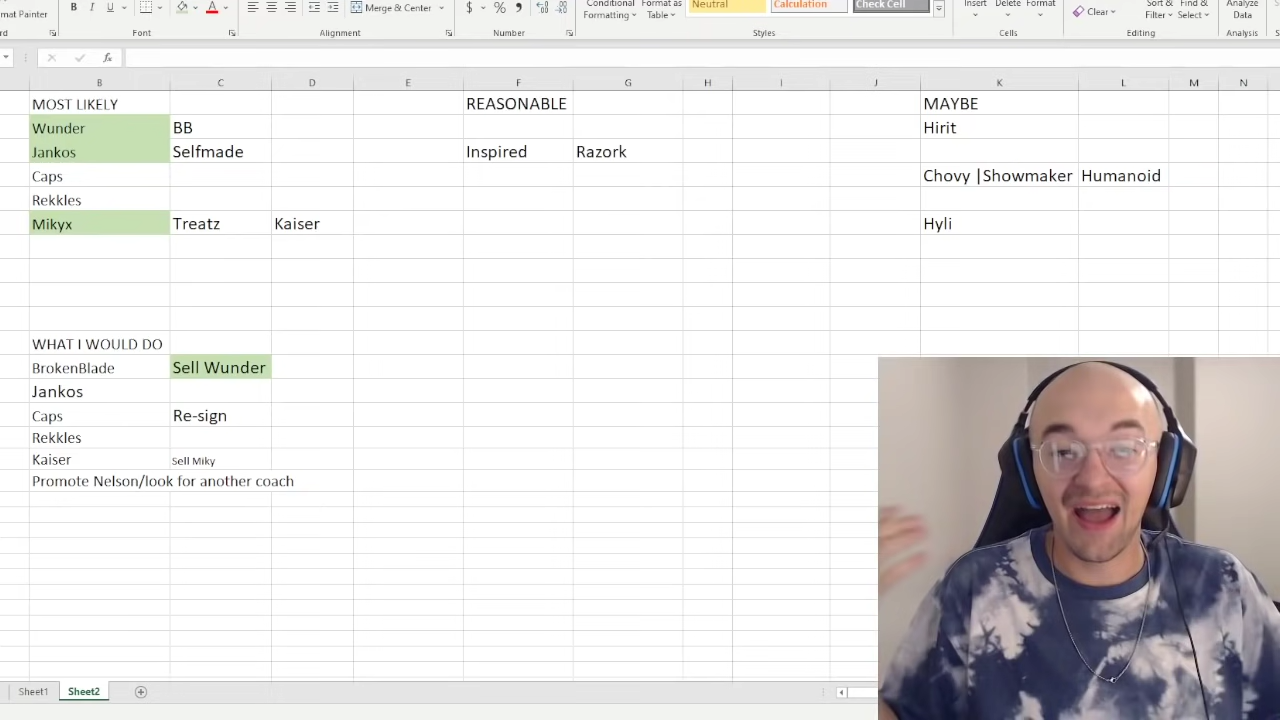 mat Painter
B I U
Merge & Center
$ % ,
Conditional Formatting
Format as Table
Neutral
Calculation
Check Cell
Insert Delete Format
Clear
Sort & Filter
Find & Select
Analyze Data
Font
Alignment
Number
Styles
Cells
Editing
Analysis
fx
B C D E F G H I J K L M N
MOST LIKELY REASONABLE MAYBE
Wunder BB Hirit
Jankos Selfmade Inspired Razork
Caps Chovy |Showmaker Humanoid
Rekkles
Mikyx Treatz Kaiser Hyli
WHAT I WOULD DO
BrokenBlade Sell Wunder
Jankos
Caps Re-sign
Rekkles
Kaiser Sell Miky
Promote Nelson/look for another coach
Sheet1 Sheet2